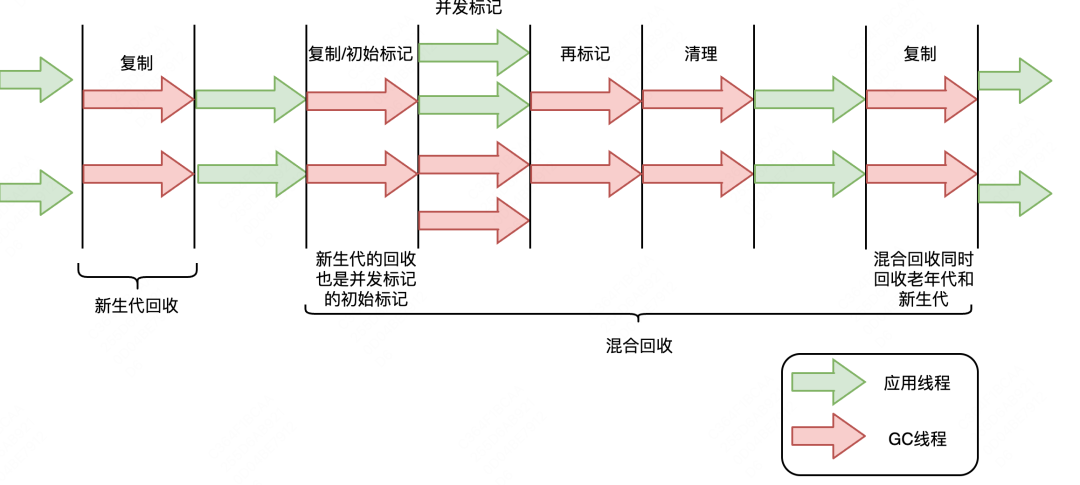 并发标记
复制
复制/初始标记
再标记
清理
复制
新生代的回收
也是并发标记
的初始标记
混合回收同时
回收老年代和
新生代
新生代回收
混合回收
应用线程
GC线程